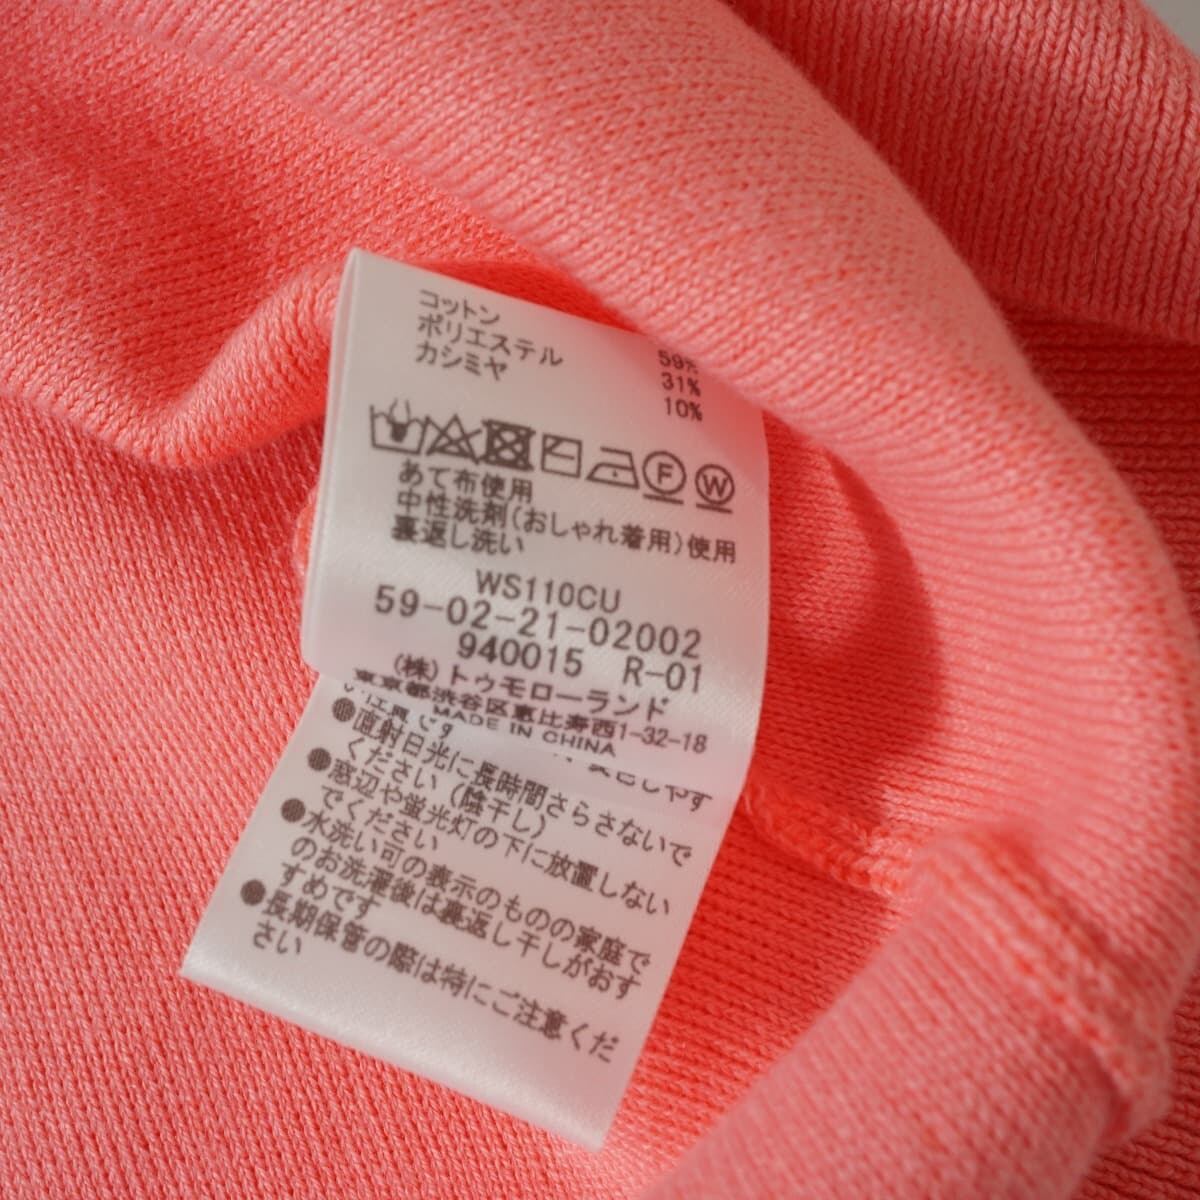 コットン 59%
ポリエステル 31%
カシミヤ 10%
F W
あて布使用
中性洗剤(おしゃれ着用)使用
裏返し洗い
WS110CU
59-02-21-02002
940015 R-01
(株)トゥモローランド
東京都渋谷区恵比寿西1-32-18
MADE IN CHINA
●直射日光に長時間さらさないで
ください(陰干し)
●窓辺や蛍光灯の下に放置しない
でください
●水洗い可の表示のものの家庭で
のお洗濯後は裏返し干しがおす
すめです
●長期保管の際は特にご注意くだ
さい